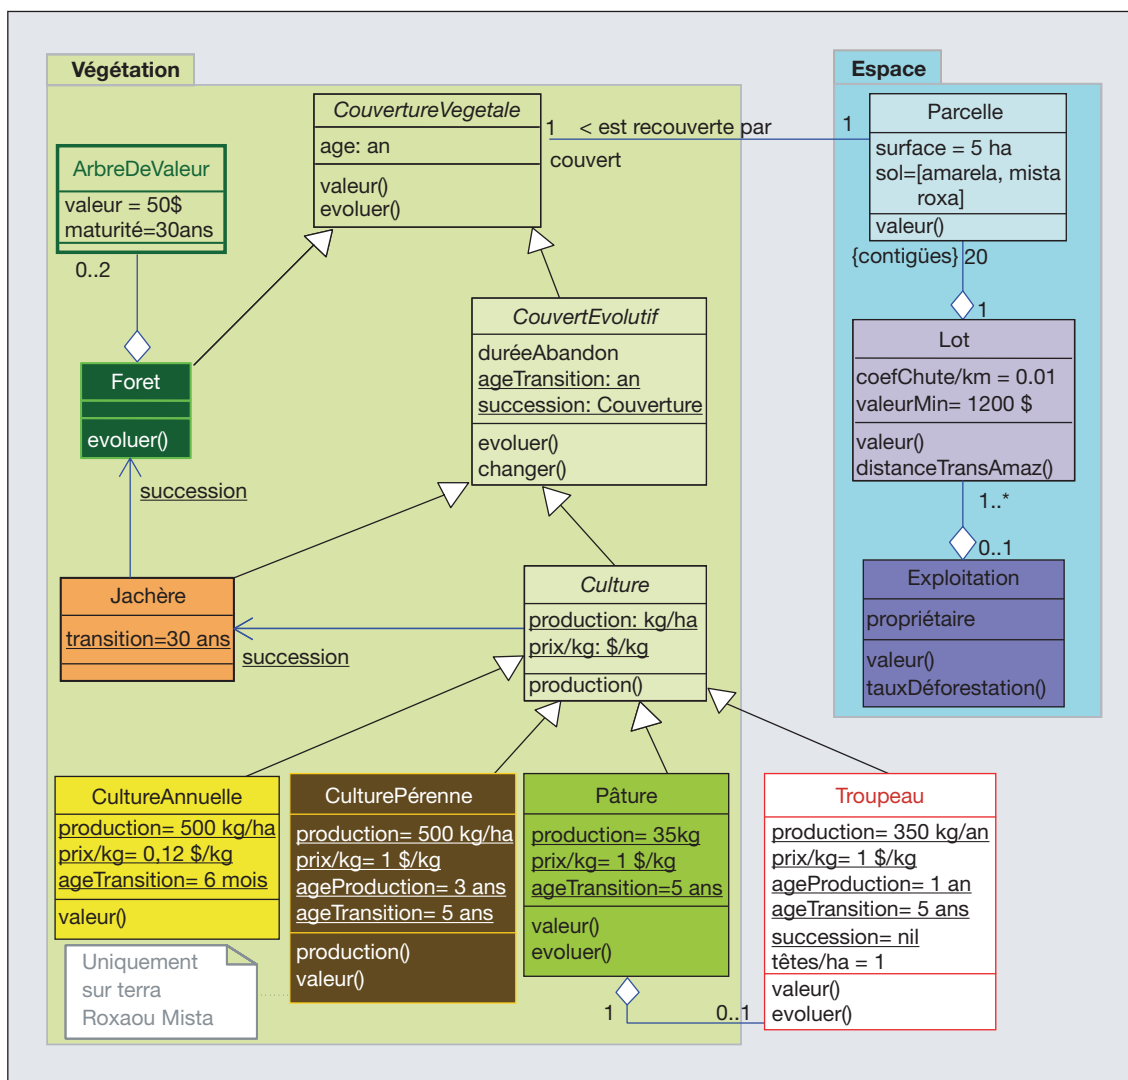 Végétation
CouvertureVegetale
age: an
valeur()
evoluer()
1 < est recouverte par 1
couvert
ArbreDeValeur
valeur = 50$
maturité=30ans
0..2
Foret
evoluer()
succession
CouvertEvolutif
duréeAbandon
ageTransition: an
succession: Couverture
evoluer()
changer()
Jachère
transition=30 ans
succession
Culture
production: kg/ha
prix/kg: $/kg
production()
CultureAnnuelle
production= 500 kg/ha
prix/kg= 0,12 $/kg
ageTransition= 6 mois
valeur()
Uniquement
sur terra
Roxaou Mista
CulturePérenne
production= 500 kg/ha
prix/kg= 1 $/kg
ageProduction= 3 ans
ageTransition= 5 ans
production()
valeur()
Pâture
production= 35kg
prix/kg= 1 $/kg
ageTransition=5 ans
valeur()
evoluer()
1 0..1
Troupeau
production= 350 kg/an
prix/kg= 1 $/kg
ageProduction= 1 an
ageTransition= 5 ans
succession= nil
têtes/ha = 1
valeur()
evoluer()
Espace
Parcelle
surface = 5 ha
sol=[amarela, mista
roxa]
valeur()
{contigües} 20
1
Lot
coefChute/km = 0.01
valeurMin= 1200 $
valeur()
distanceTransAmaz()
1..*
0..1
Exploitation
propriétaire
valeur()
tauxDéforestation()